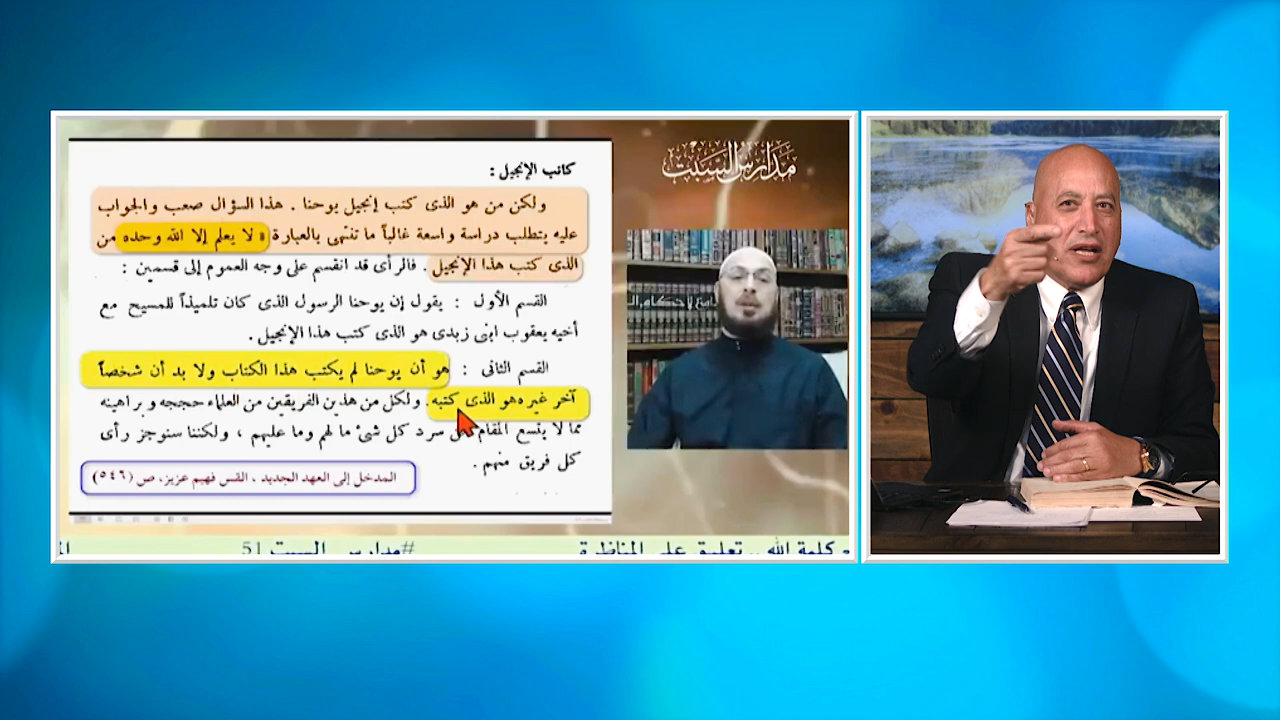 كاتب الإنجيل :
ولكن من هو الذى كتب إنجيل يوحنا . هذا السؤال صعب والجواب
عليه يتطلب دراسة واسعة غالباً ما تنتهى بالعبارة « لا يعلم إلا الله وحده من
الذى كتب هذا الإنجيل . فالرأى قد انقسم على وجه العموم إلى قسمين :
القسم الأول : يقول إن يوحنا الرسول الذى كان تلميذاً للمسيح مع
أخيه يعقوب ابنى زبدى هو الذى كتب هذا الإنجيل .
القسم الثانى : هو أن يوحنا لم يكتب هذا الكتاب ولا بد أن شخصاً
آخر غيره هو الذى كتبه . ولكل من هذين الفريقين من العلماء حججه وبراهينه
مما لا يتسع المقام سرد كل شئ ما لهم وما عليهم ، ولكننا سنوجز رأى
كل فريق منهم .
المدخل إلى العهد الجديد ، القس فهيم عزيز، ص (٥٤٦)
مدارس السبت
كلمة الله .. تعليق على المناظرة
#مدارس_السبت 51